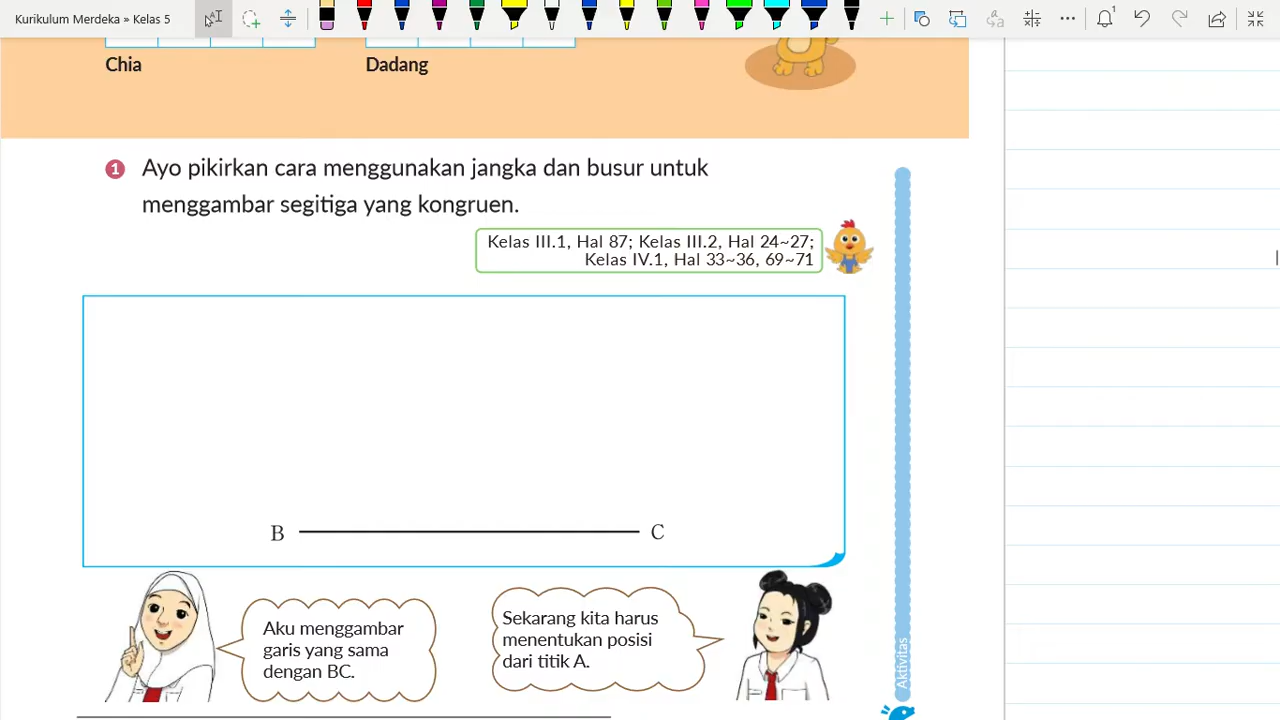 Kurikulum Merdeka » Kelas 5
Chia
Dadang
1 Ayo pikirkan cara menggunakan jangka dan busur untuk
menggambar segitiga yang kongruen.
Kelas III.1, Hal 87; Kelas III.2, Hal 24~27;
Kelas IV.1, Hal 33~36, 69~71
B
C
Aku menggambar
garis yang sama
dengan BC.
Sekarang kita harus
menentukan posisi
dari titik A.
Aktivitas